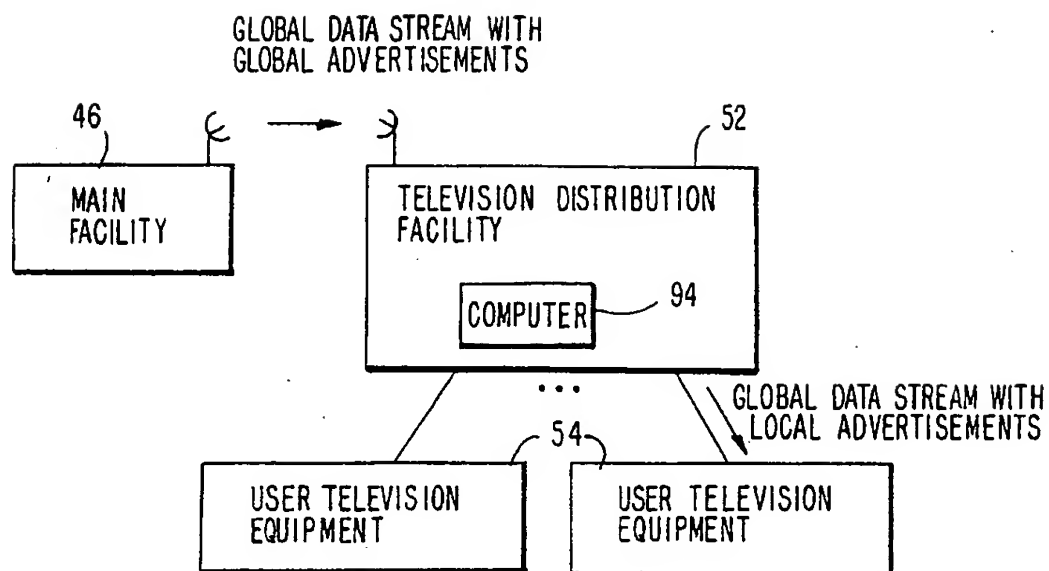 GLOBAL DATA STREAM WITH
GLOBAL ADVERTISEMENTS
46
52
MAIN
FACILITY
TELEVISION DISTRIBUTION
FACILITY
COMPUTER
94
...
GLOBAL DATA STREAM WITH
LOCAL ADVERTISEMENTS
54
USER TELEVISION
EQUIPMENT
USER TELEVISION
EQUIPMENT